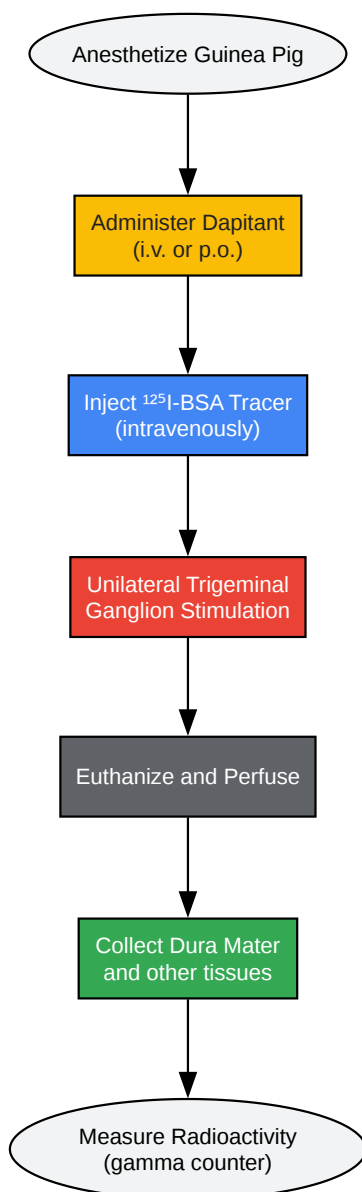 Anesthetize Guinea Pig
Administer Dapitant
(i.v. or p.o.)
Inject ¹²⁵I-BSA Tracer
(intravenously)
Unilateral Trigeminal
Ganglion Stimulation
Euthanize and Perfuse
Collect Dura Mater
and other tissues
Measure Radioactivity
(gamma counter)